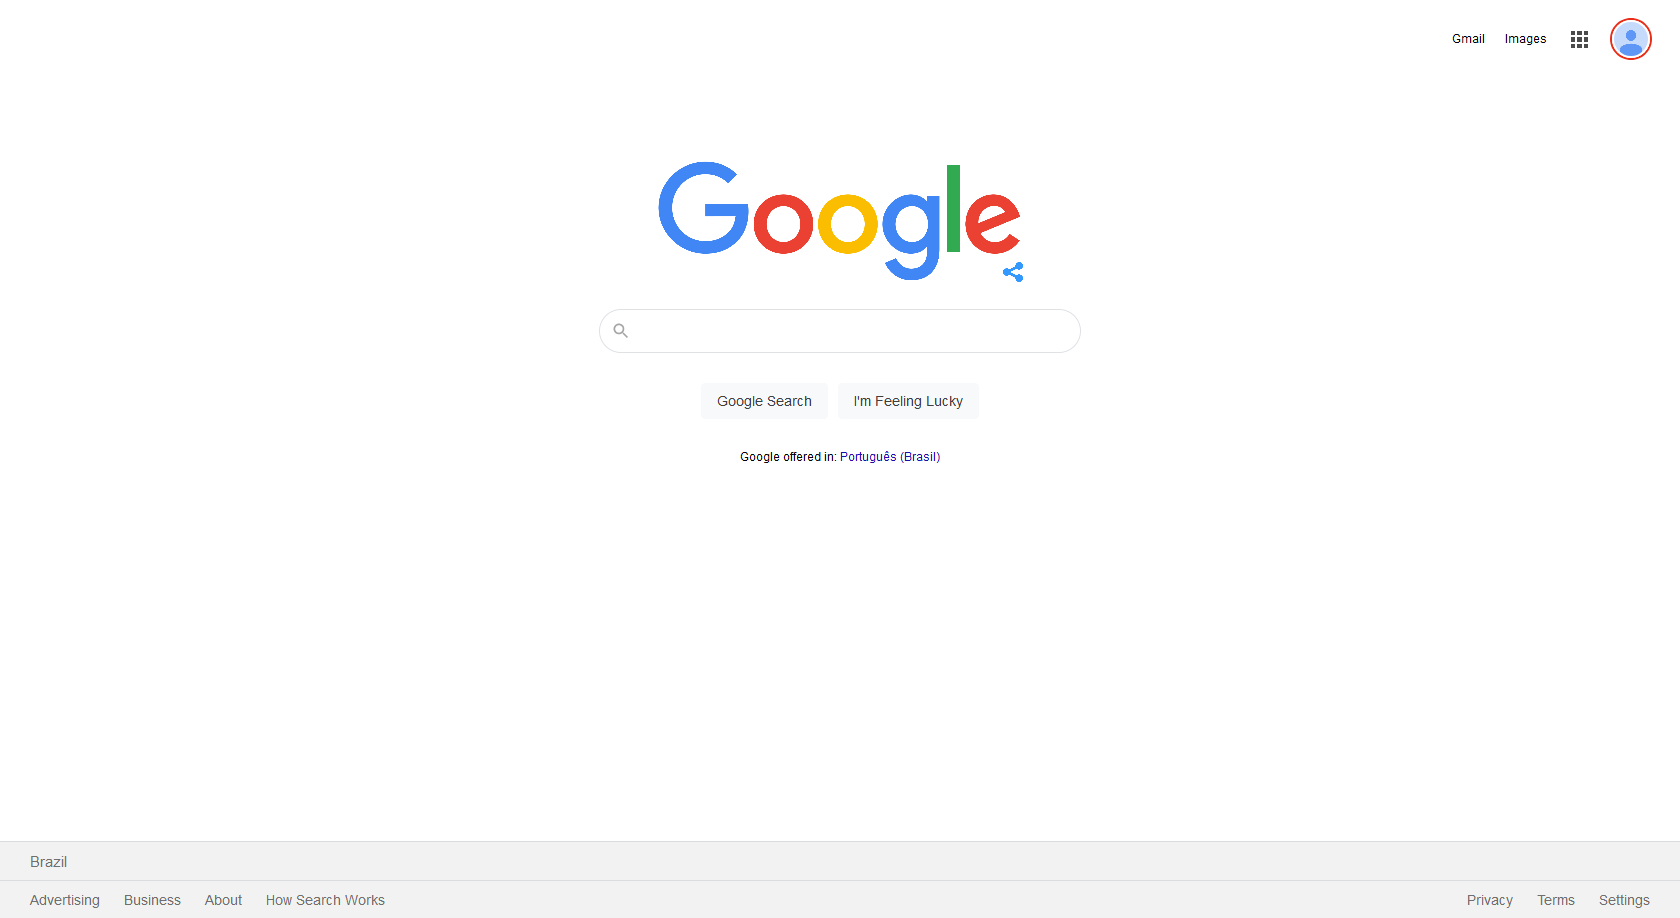 Gmail Images
Google
Google Search I'm Feeling Lucky
Google offered in: Português (Brasil)
Brazil
Advertising Business About How Search Works Privacy Terms Settings